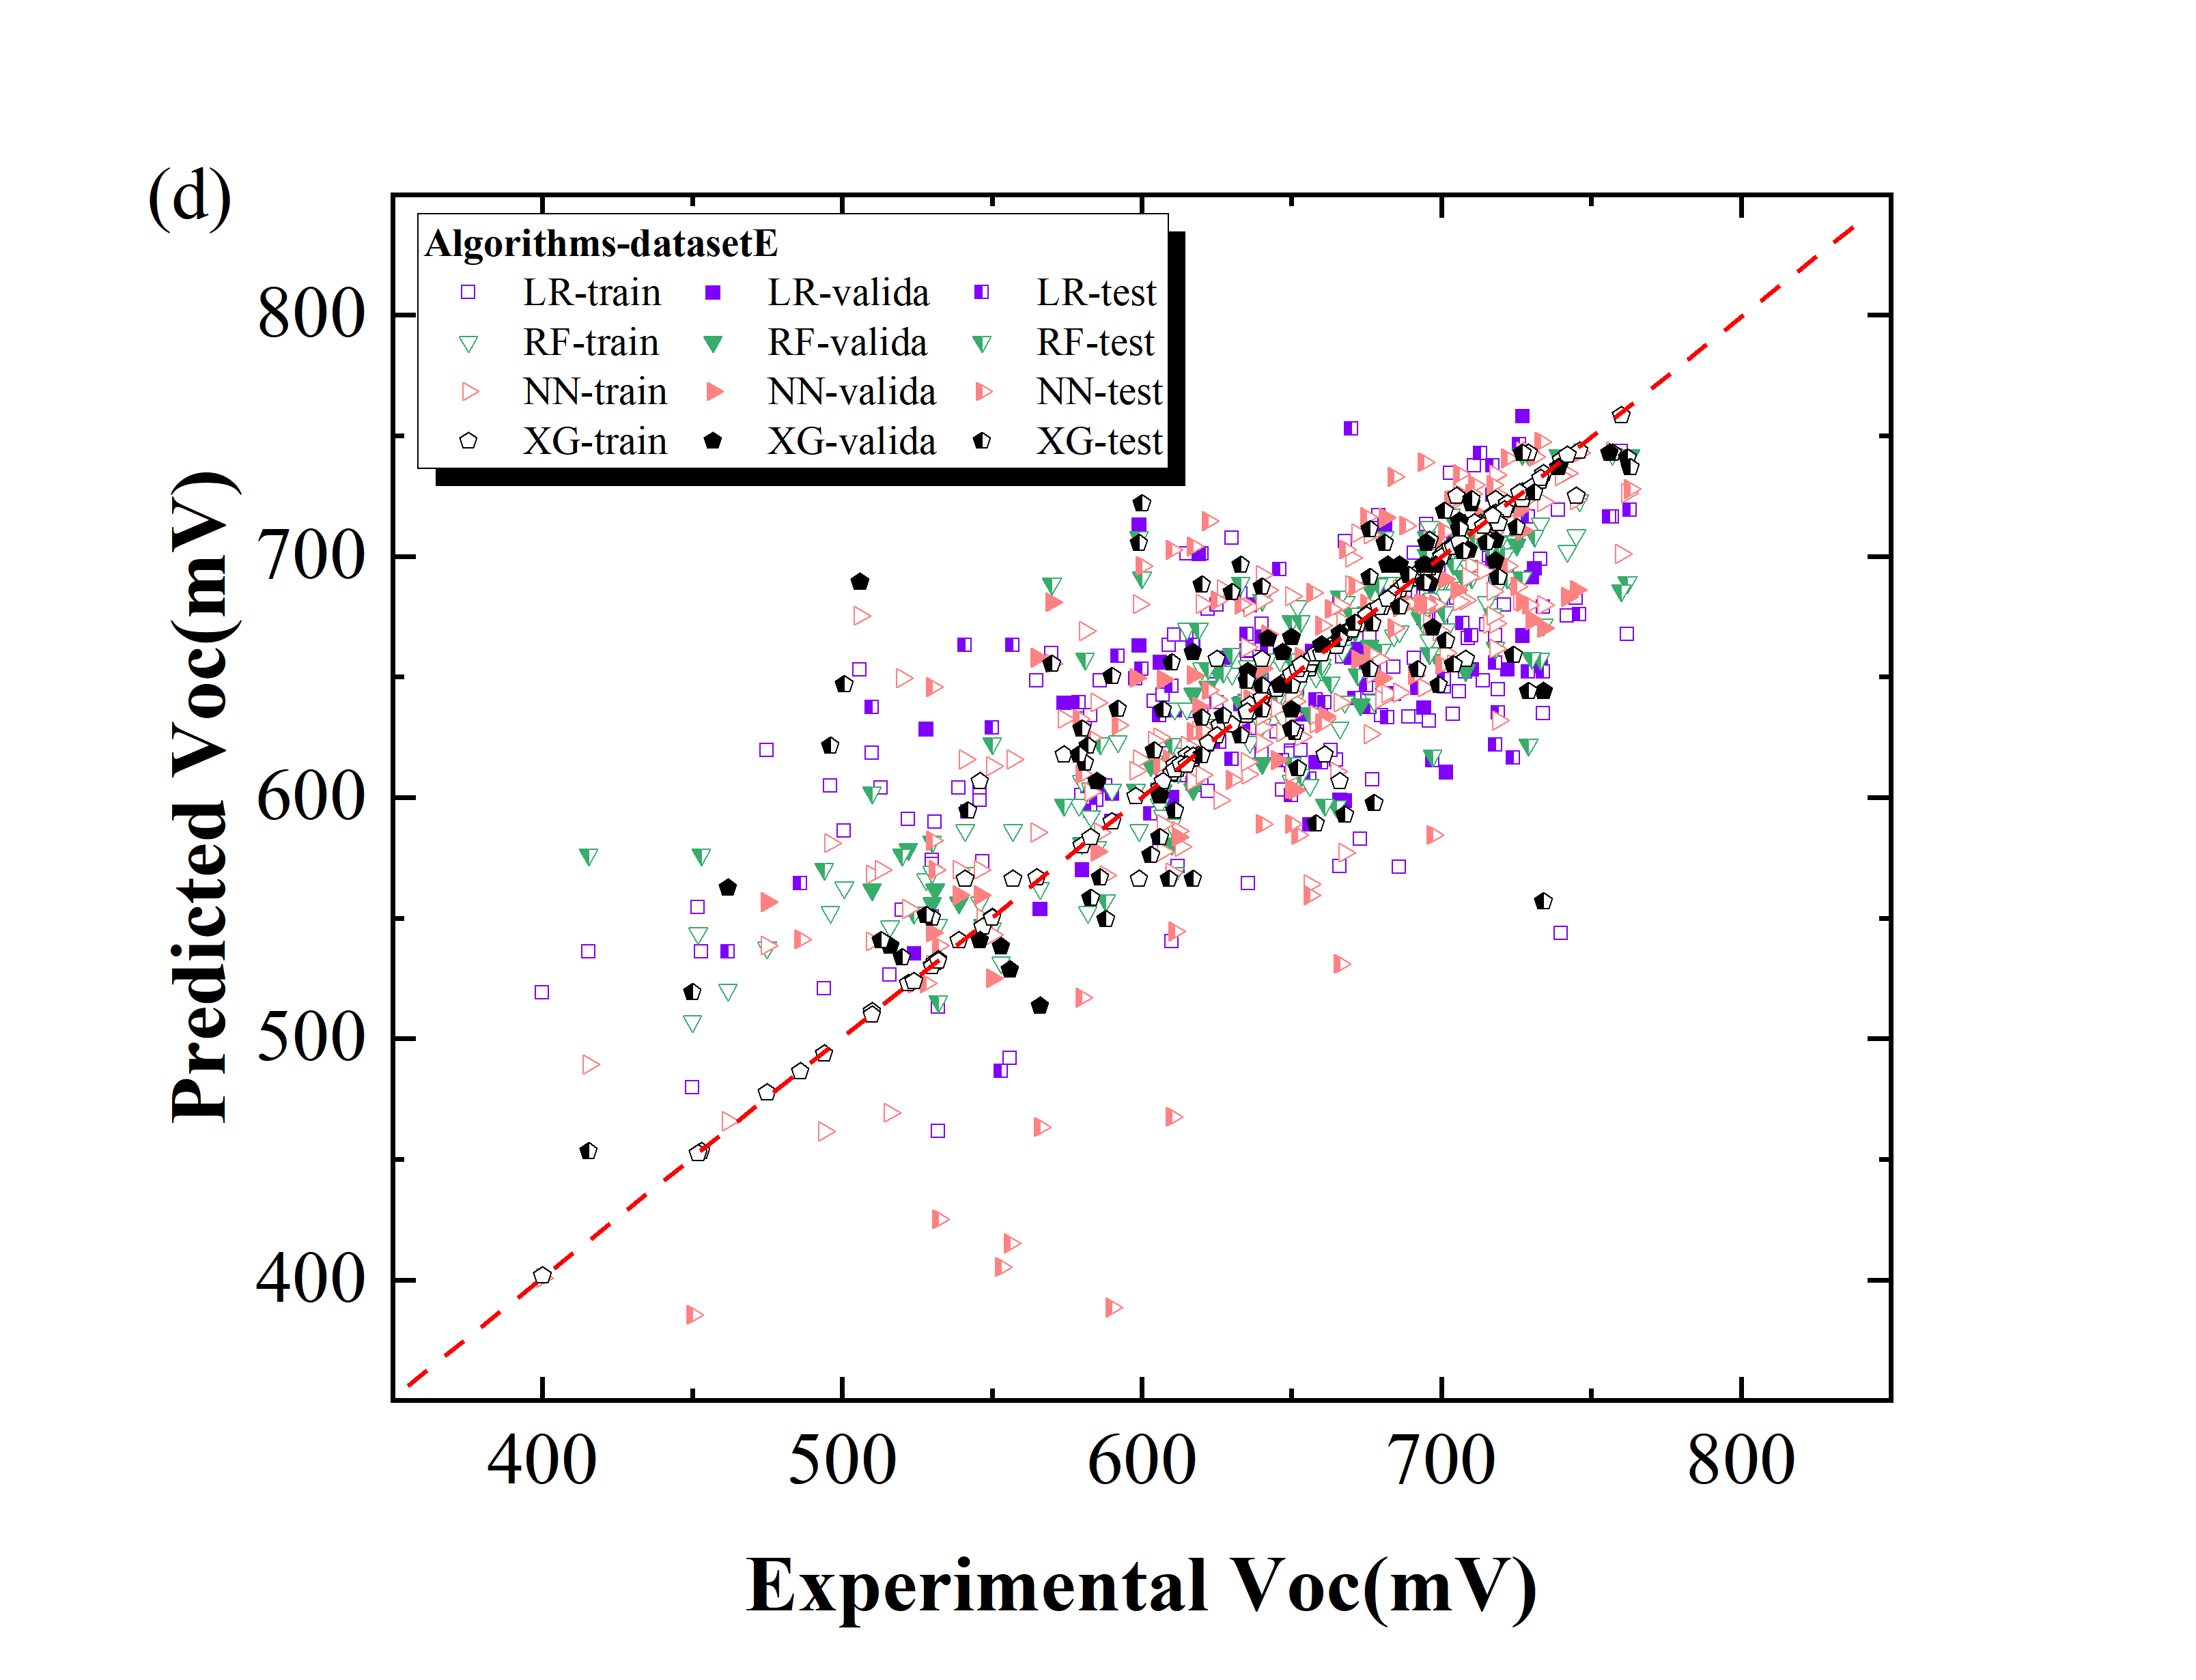 (d)
Algorithms-datasetE
LR-train LR-valida LR-test
RF-train RF-valida RF-test
NN-train NN-valida NN-test
XG-train XG-valida XG-test
800
700
600
500
400
Predicted Voc(mV)
400 500 600 700 800
Experimental Voc(mV)